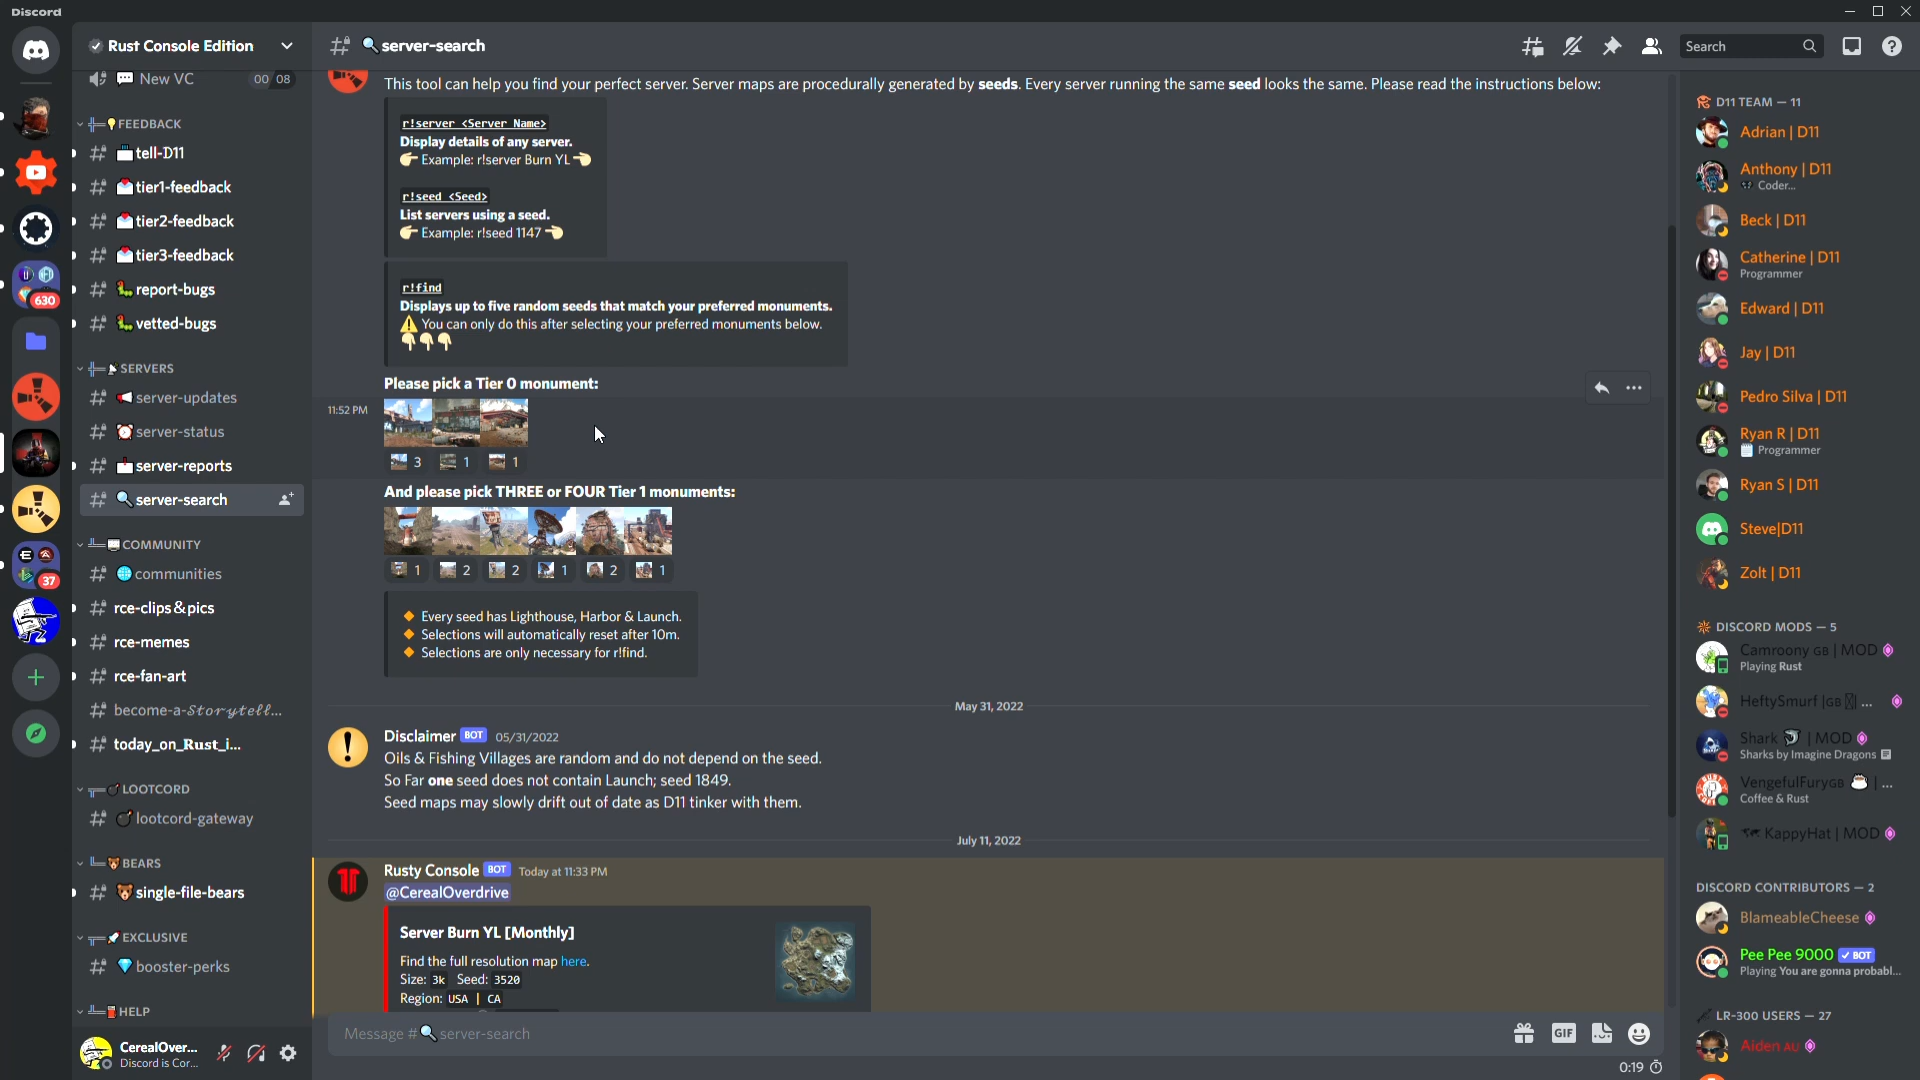 Discord
Rust Console Edition
New VC 00 08
FEEDBACK
tell-D11
tier1-feedback
tier2-feedback
tier3-feedback
report-bugs
vetted-bugs
SERVERS
server-updates
server-status
server-reports
server-search
COMMUNITY
communities
rce-clips&pics
rce-memes
rce-fan-art
become-a-𝓢𝓽𝓸𝓻𝔂𝓽𝓮𝓵𝓵...
today_on_Rust_i...
LOOTCORD
lootcord-gateway
BEARS
single-file-bears
EXCLUSIVE
booster-perks
HELP
630
37
CerealOver...
Discord is Cor...
server-search
Search
This tool can help you find your perfect server. Server maps are procedurally generated by seeds. Every server running the same seed looks the same. Please read the instructions below:
r!server <Server Name>
Display details of any server.
👉 Example: r!server Burn YL 👈
r!seed <Seed>
List servers using a seed.
👉 Example: r!seed 1147 👈
r!find
Displays up to five random seeds that match your preferred monuments.
⚠️ You can only do this after selecting your preferred monuments below.
👇👇👇
Please pick a Tier 0 monument:
11:52 PM
3 1 1
And please pick THREE or FOUR Tier 1 monuments:
1 2 2 1 2 1
🔸 Every seed has Lighthouse, Harbor & Launch.
🔸 Selections will automatically reset after 10m.
🔸 Selections are only necessary for r!find.
May 31, 2022
Disclaimer BOT 05/31/2022
Oils & Fishing Villages are random and do not depend on the seed.
So Far one seed does not contain Launch; seed 1849.
Seed maps may slowly drift out of date as D11 tinker with them.
July 11, 2022
Rusty Console BOT Today at 11:33 PM
@CerealOverdrive
Server Burn YL [Monthly]
Find the full resolution map here.
Size: 3k Seed: 3520
Region: USA | CA
Message # server-search
GIF
0:19
D11 TEAM — 11
Adrian | D11
Anthony | D11
Coder...
Beck | D11
Catherine | D11
Programmer
Edward | D11
Jay | D11
Pedro Silva | D11
Ryan R | D11
Programmer
Ryan S | D11
Steve|D11
Zolt | D11
DISCORD MODS — 5
Camroony GB | MOD
Playing Rust
HeftySmurf |GB ...
Shark | MOD
Sharks by Imagine Dragons
VengefulFuryGB | ...
Coffee & Rust
KappyHat | MOD
DISCORD CONTRIBUTORS — 2
BlameableCheese
Pee Pee 9000 ✓ BOT
Playing You are gonna probabl...
LR-300 USERS — 27
Aiden AU